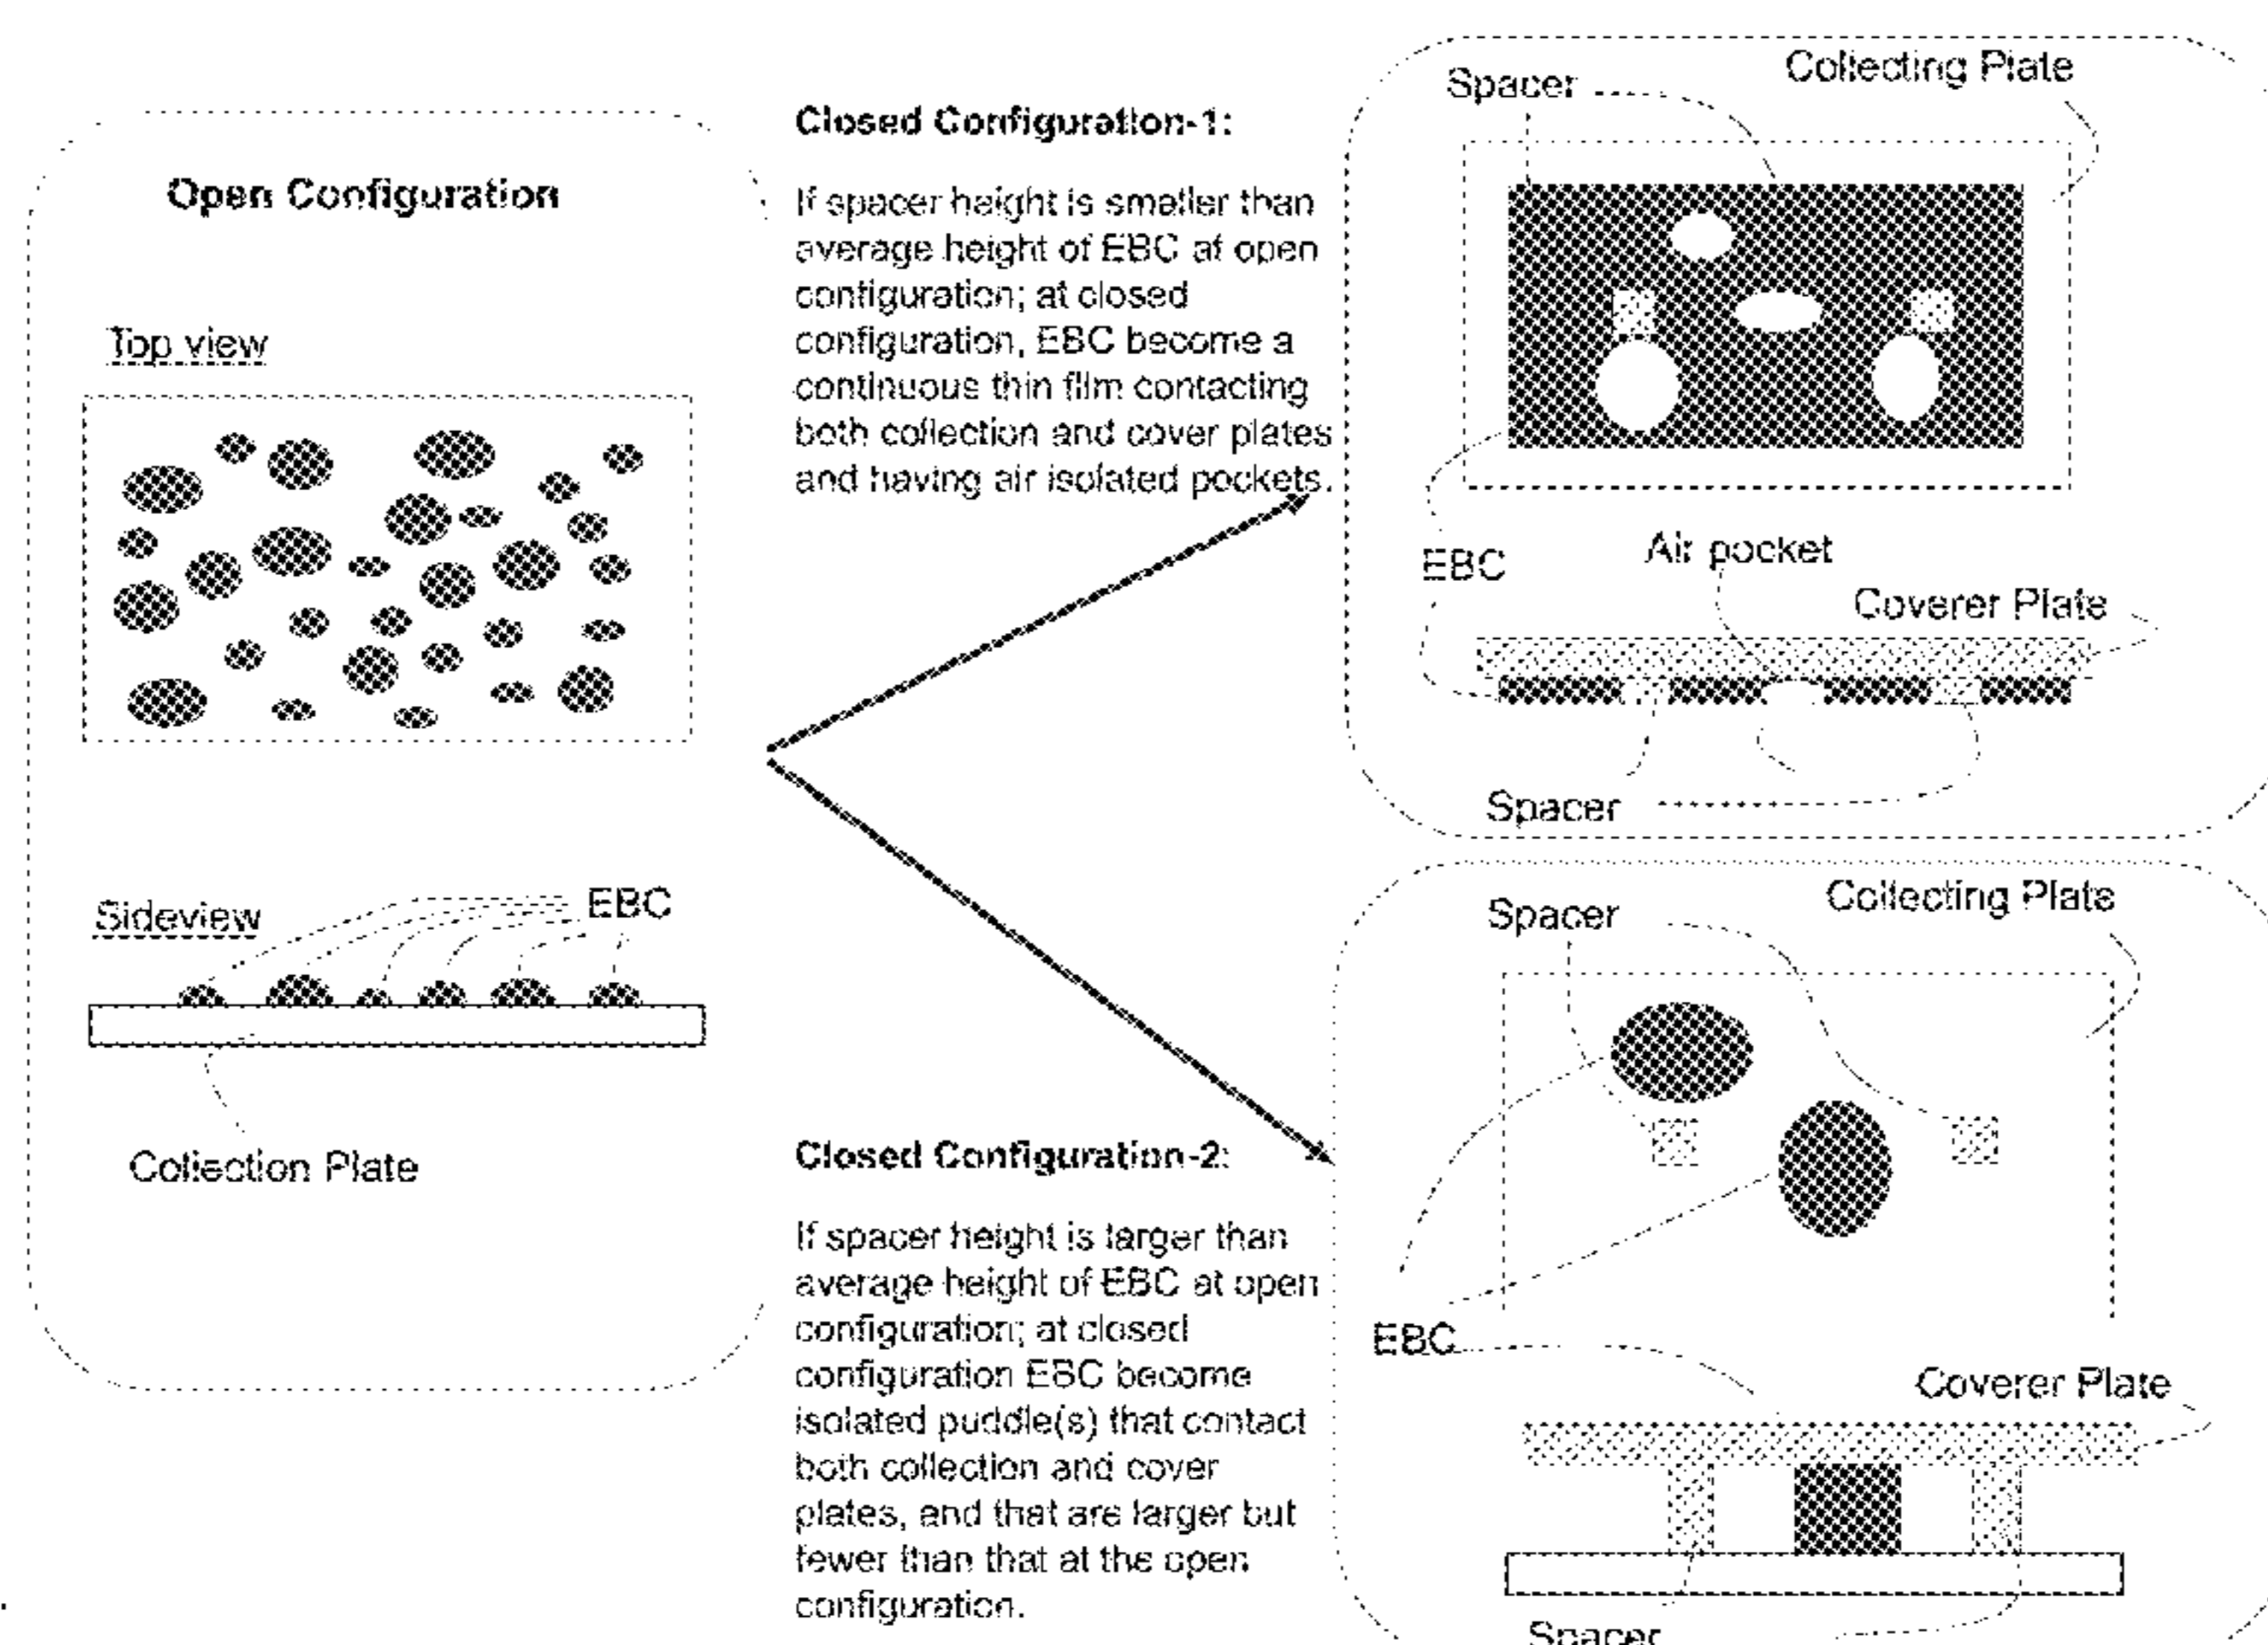 Open Configuration
Top view
Sideview
EBC
Collection Plate
Closed Configuration-1:
If spacer height is smaller than
average height of EBC at open
configuration; at closed
configuration, EBC become a
continuous thin film contacting
both collection and cover plates
and having air isolated pockets.
Closed Configuration-2:
If spacer height is larger than
average height of EBC at open
configuration; at closed
configuration EBC become
isolated puddle(s) that contact
both collection and cover
plates, and that are larger but
fewer than that at the open
configuration.
Spacer
Collecting Plate
EBC
Air pocket
Coverer Plate
Spacer
Spacer
Collecting Plate
EBC
Coverer Plate
Spacer